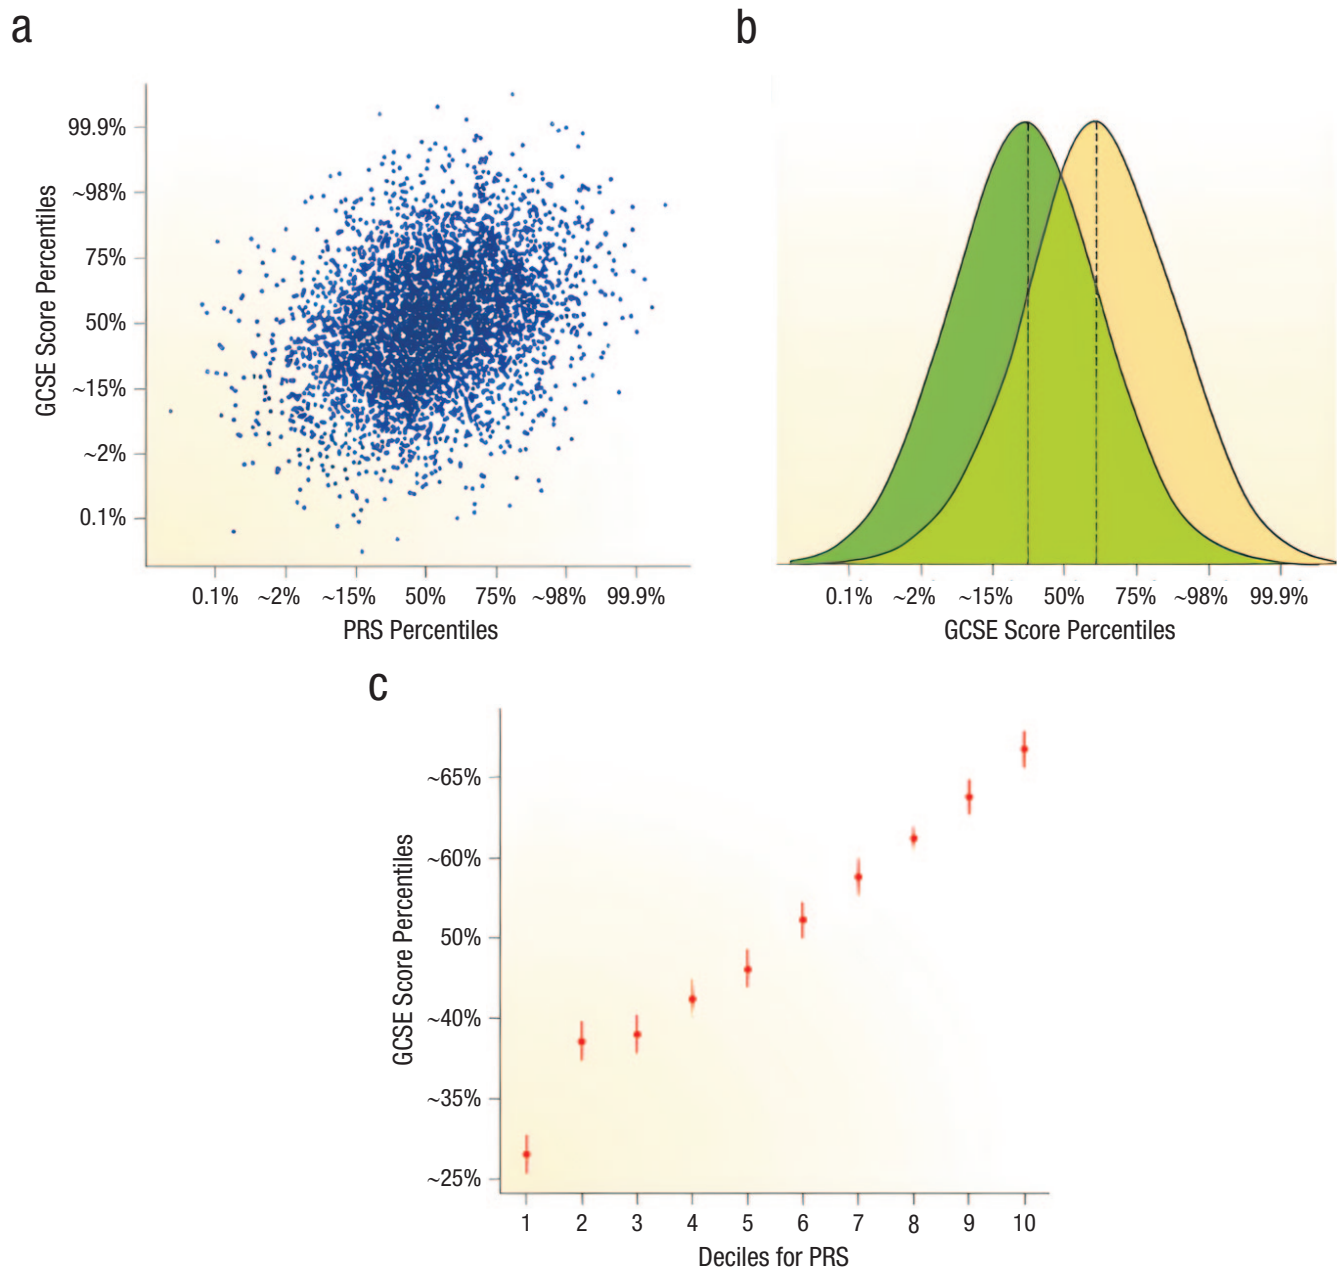 a
99.9%
~98%
75%
50%
~15%
~2%
0.1%
GCSE Score Percentiles
0.1% ~2% ~15% 50% 75% ~98% 99.9%
PRS Percentiles
b
0.1% ~2% ~15% 50% 75% ~98% 99.9%
GCSE Score Percentiles
c
~65%
~60%
50%
~40%
~35%
~25%
GCSE Score Percentiles
1 2 3 4 5 6 7 8 9 10
Deciles for PRS